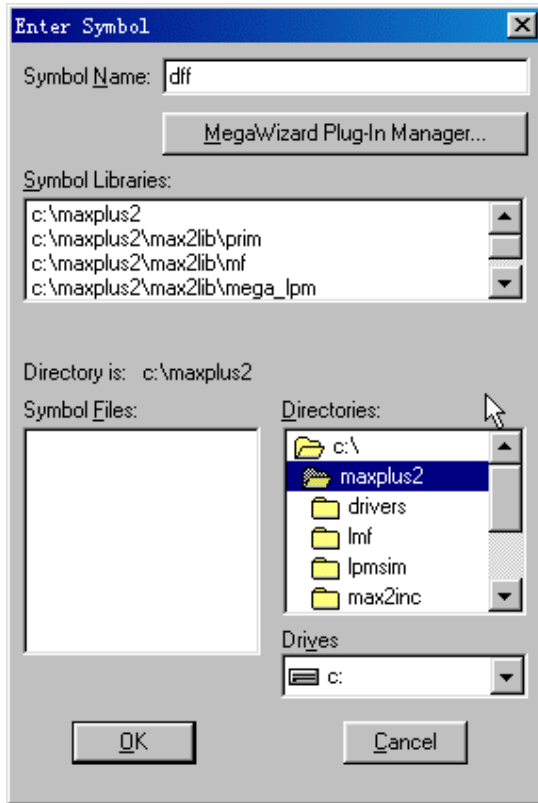 Enter Symbol
Symbol Name: dff
MegaWizard Plug-In Manager...
Symbol Libraries:
c:\maxplus2
c:\maxplus2\max2lib\prim
c:\maxplus2\max2lib\mf
c:\maxplus2\max2lib\mega_lpm
Directory is: c:\maxplus2
Symbol Files:
Directories:
c:\
maxplus2
drivers
lmf
lpmsim
max2inc
Drives
c:
OK
Cancel